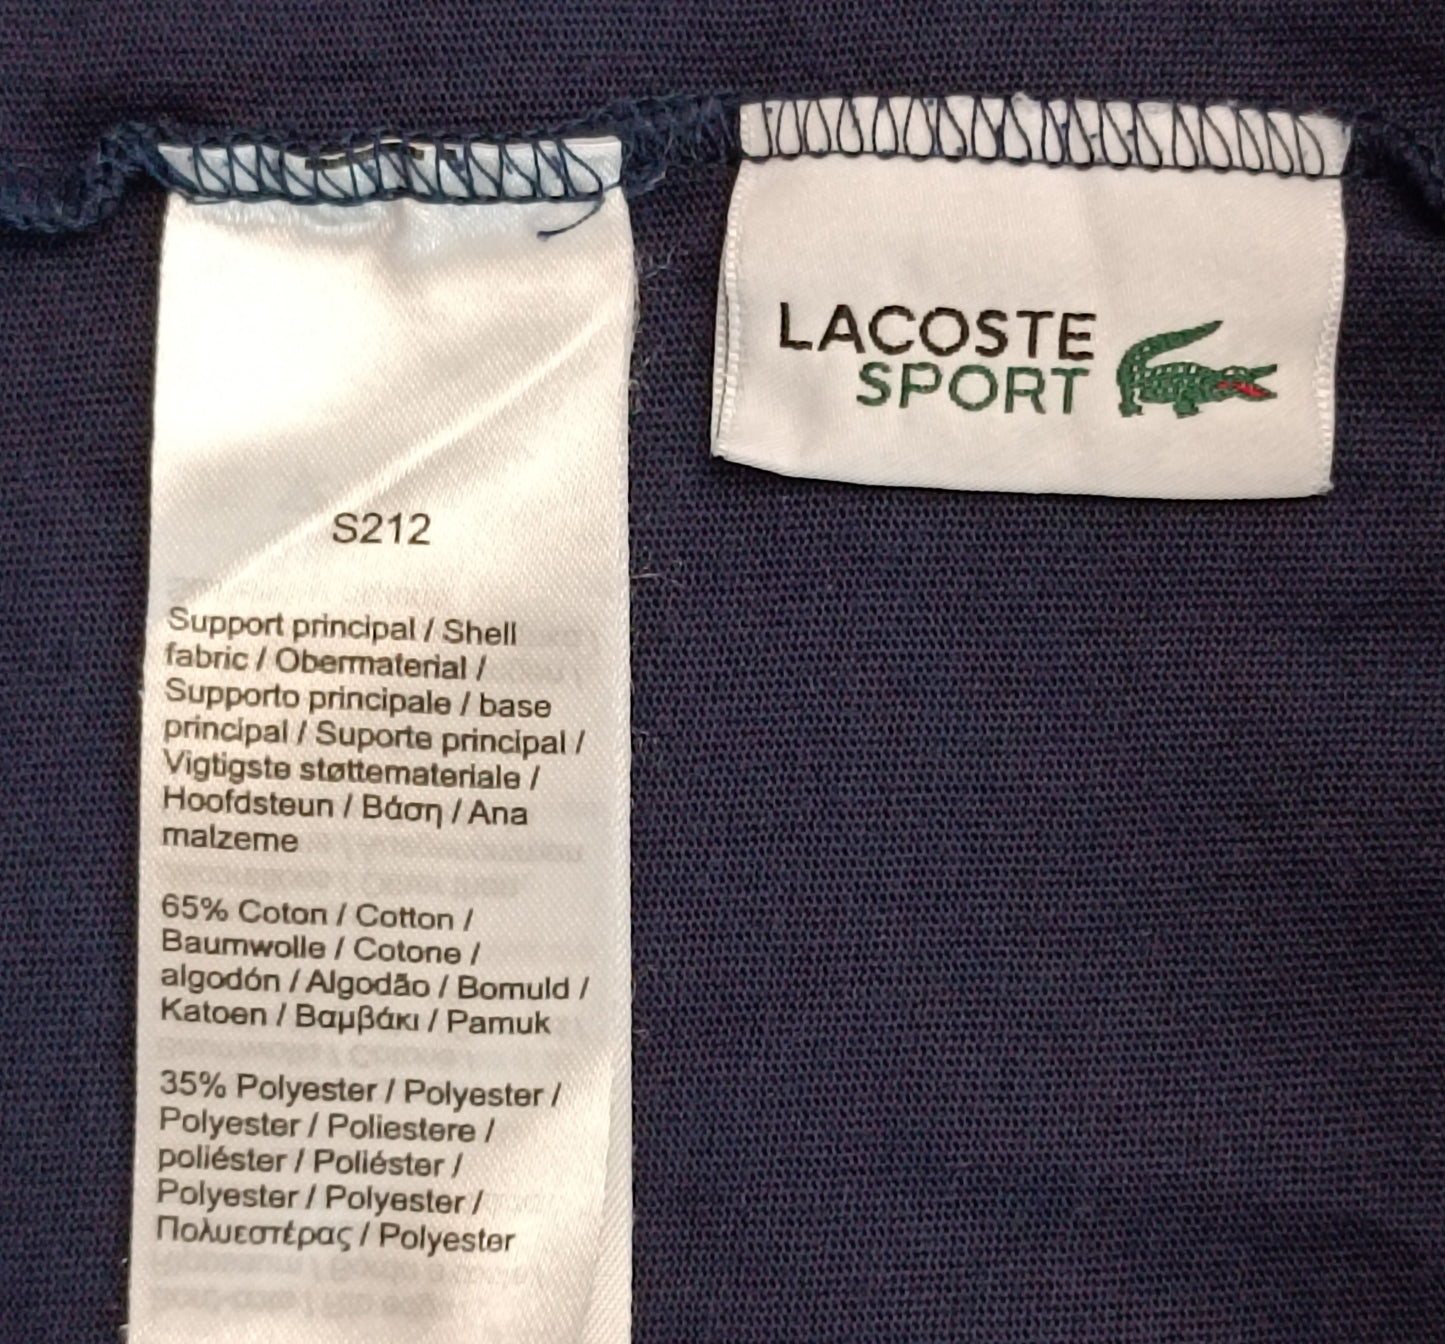 S212
Support principal / Shell
fabric / Obermaterial /
Supporto principale / base
principal / Suporte principal /
Vigtigste støttemateriale /
Hoofdsteun / Βάση / Ana
malzeme
65% Coton / Cotton /
Baumwolle / Cotone /
algodón / Algodão / Bomuld /
Katoen / Βαμβάκι / Pamuk
35% Polyester / Polyester /
Polyester / Poliestere /
poliéster / Poliéster /
Polyester / Polyester /
Πολυεστέρας / Polyester
LACOSTE
SPORT